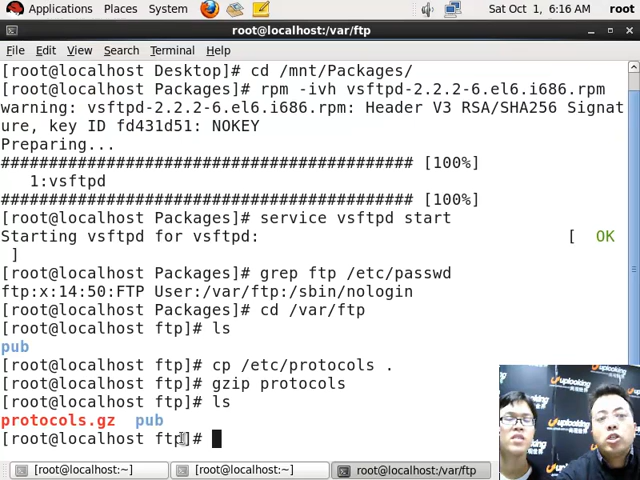 Applications Places System
Sat Oct 1, 6:16 AM root
root@localhost:/var/ftp
File Edit View Search Terminal Help
[root@localhost Desktop]# cd /mnt/Packages/
[root@localhost Packages]# rpm -ivh vsftpd-2.2.2-6.el6.i686.rpm
warning: vsftpd-2.2.2-6.el6.i686.rpm: Header V3 RSA/SHA256 Signat
ure, key ID fd431d51: NOKEY
Preparing...
########################################### [100%]
1:vsftpd
########################################### [100%]
[root@localhost Packages]# service vsftpd start
Starting vsftpd for vsftpd: [ OK
]
[root@localhost Packages]# grep ftp /etc/passwd
ftp:x:14:50:FTP User:/var/ftp:/sbin/nologin
[root@localhost Packages]# cd /var/ftp
[root@localhost ftp]# ls
pub
[root@localhost ftp]# cp /etc/protocols .
[root@localhost ftp]# gzip protocols
[root@localhost ftp]# ls
protocols.gz pub
[root@localhost ftp]#
[root@localhost:~]
[root@localhost:~]
root@localhost:/var/ftp
uplooking